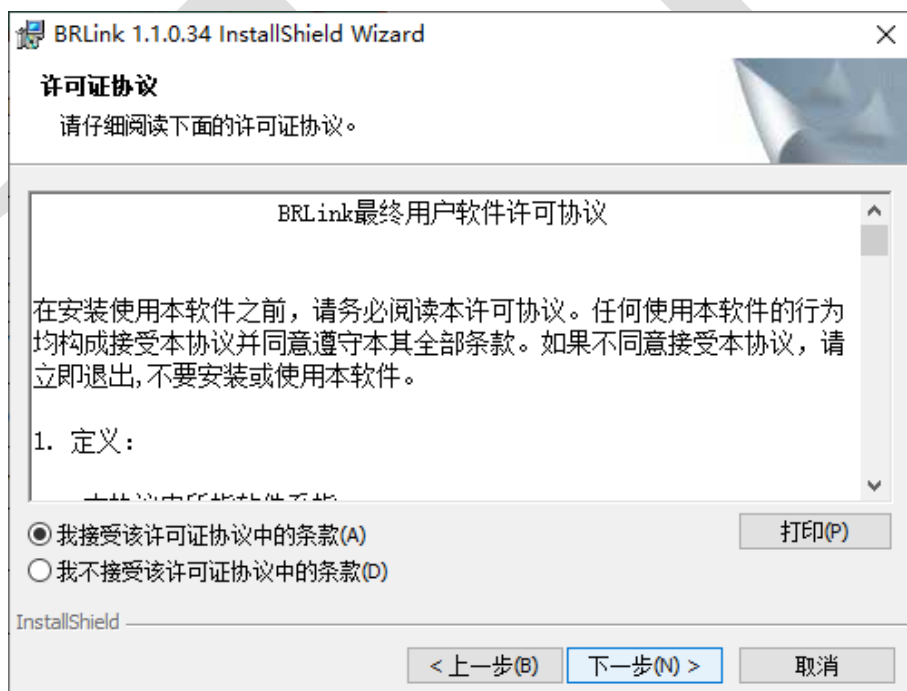 BRLink 1.1.0.34 InstallShield Wizard
许可证协议
请仔细阅读下面的许可证协议。
BRLink最终用户软件许可协议
在安装使用本软件之前，请务必阅读本许可协议。任何使用本软件的行为
均构成接受本协议并同意遵守本其全部条款。如果不同意接受本协议，请
立即退出,不要安装或使用本软件。
1. 定义：
我接受该许可证协议中的条款(A)
打印(P)
我不接受该许可证协议中的条款(D)
InstallShield
< 上一步(B)
下一步(N) >
取消